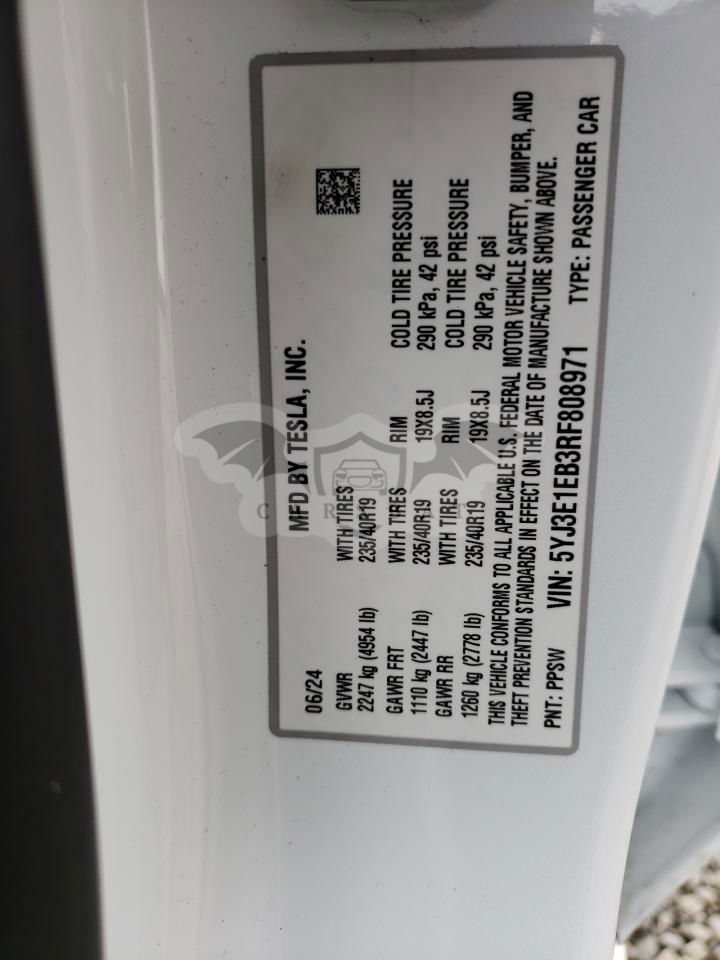 MFD BY TESLA, INC.
06/24
GVWR WITH TIRES
2247 kg (4954 lb) 235/40R19
GAWR FRT WITH TIRES RIM COLD TIRE PRESSURE
1110 kg (2447 lb) 235/40R19 19X8.5J 290 kPa, 42 psi
GAWR RR WITH TIRES RIM COLD TIRE PRESSURE
1260 kg (2778 lb) 235/40R19 19X8.5J 290 kPa, 42 psi
THIS VEHICLE CONFORMS TO ALL APPLICABLE U.S. FEDERAL MOTOR VEHICLE SAFETY, BUMPER, AND
THEFT PREVENTION STANDARDS IN EFFECT ON THE DATE OF MANUFACTURE SHOWN ABOVE.
PNT: PPSW VIN: 5YJ3E1EB3RF808971 TYPE: PASSENGER CAR